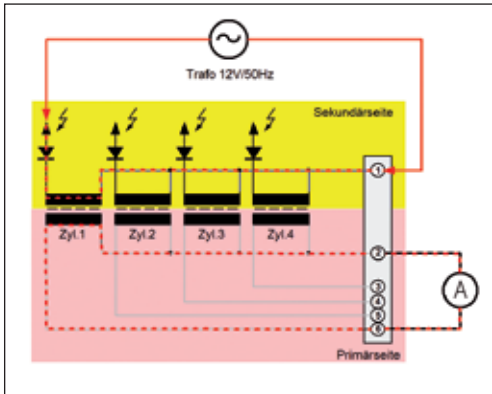 Trafo 12V/50Hz
Sekundärseite
1
Zyl.1 Zyl.2 Zyl.3 Zyl.4
2
A
3
4
5
6
Primärseite